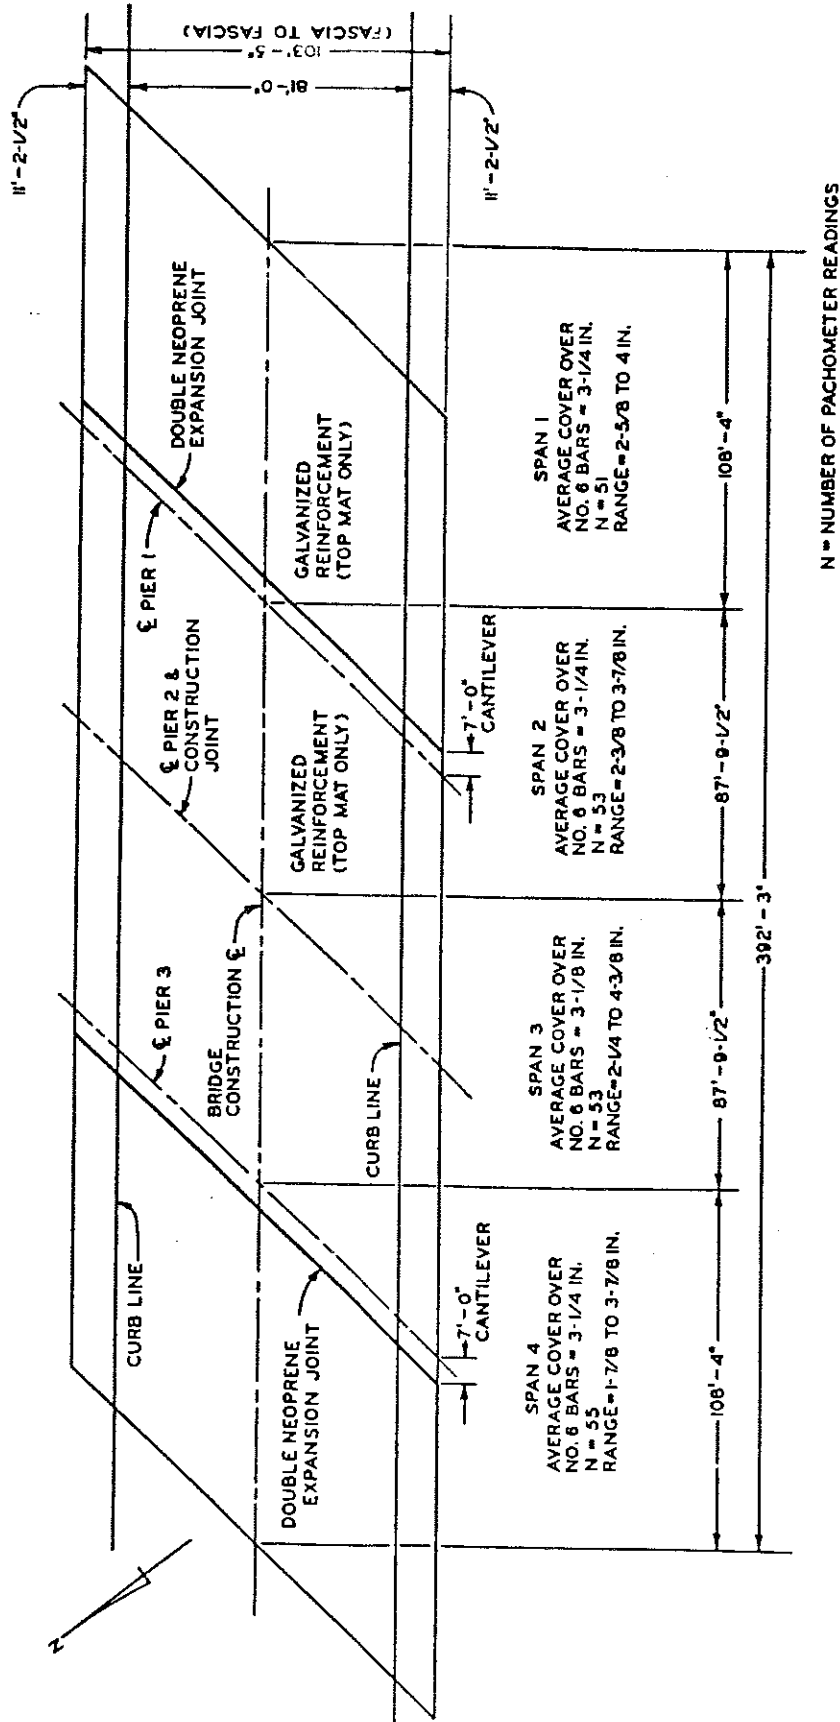 11'-2-1/2"
103'-5"
(FASCIA TO FASCIA)
81'-0"
11'-2-1/2"
DOUBLE NEOPRENE
EXPANSION JOINT
℄ PIER 1
℄ PIER 2 &
CONSTRUCTION
JOINT
℄ PIER 3
BRIDGE
CONSTRUCTION ℄
GALVANIZED
REINFORCEMENT
(TOP MAT ONLY)
GALVANIZED
REINFORCEMENT
(TOP MAT ONLY)
CURB LINE
CURB LINE
DOUBLE NEOPRENE
EXPANSION JOINT
N
7'-0"
CANTILEVER
7'-0"
CANTILEVER
SPAN 4
AVERAGE COVER OVER
NO. 6 BARS = 3-1/4 IN.
N = 55
RANGE = 1-7/8 TO 3-7/8 IN.
SPAN 3
AVERAGE COVER OVER
NO. 6 BARS = 3-1/8 IN.
N = 53
RANGE = 2-1/4 TO 4-3/8 IN.
SPAN 2
AVERAGE COVER OVER
NO. 6 BARS = 3-1/4 IN.
N = 53
RANGE = 2-3/8 TO 3-7/8 IN.
SPAN 1
AVERAGE COVER OVER
NO. 6 BARS = 3-1/4 IN.
N = 51
RANGE = 2-5/8 TO 4 IN.
108'-4"
87'-9-1/2"
87'-9-1/2"
108'-4"
392'-3"
N = NUMBER OF PACHOMETER READINGS